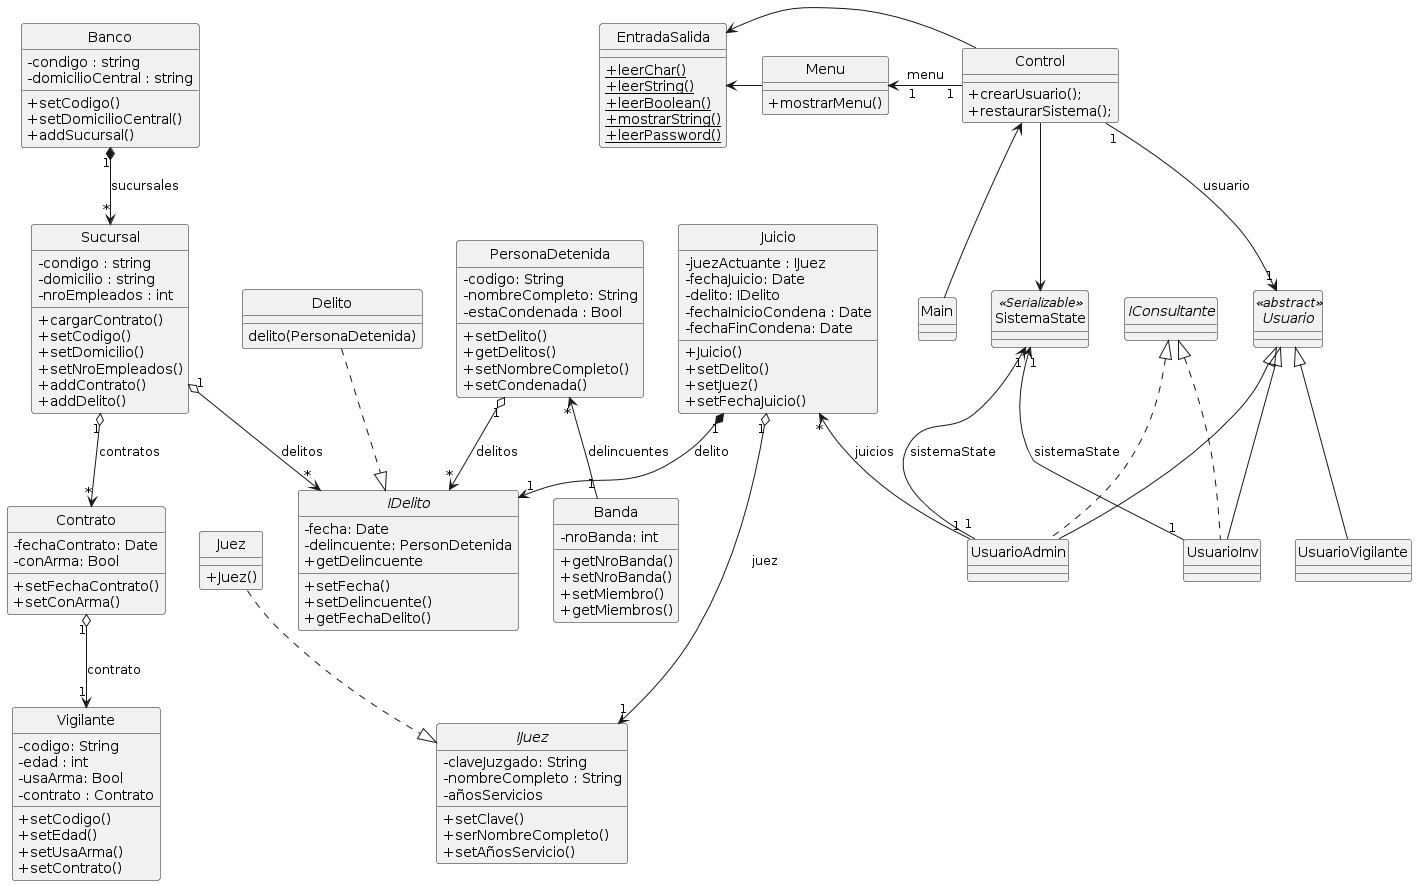 Banco
-condigo : string
-domicilioCentral : string
+setCodigo()
+setDomicilioCentral()
+addSucursal()
EntradaSalida
+leerChar()
+leerString()
+leerBoolean()
+mostrarString()
+leerPassword()
Menu
+mostrarMenu()
menu
1
1
Control
+crearUsuario();
+restaurarSistema();
1
sucursales
*
1
usuario
1
Sucursal
-condigo : string
-domicilio : string
-nroEmpleados : int
+cargarContrato()
+setCodigo()
+setDomicilio()
+setNroEmpleados()
+addContrato()
+addDelito()
Delito
delito(PersonaDetenida)
PersonaDetenida
-codigo: String
-nombreCompleto: String
-estaCondenada : Bool
+setDelito()
+getDelitos()
+setNombreCompleto()
+setCondenada()
Juicio
-juezActuante : IJuez
-fechaJuicio: Date
-delito: IDelito
-fechaInicioCondena : Date
-fechaFinCondena: Date
+Juicio()
+setDelito()
+setJuez()
+setFechaJuicio()
Main
«Serializable»
SistemaState
IConsultante
«abstract»
Usuario
1
contratos
*
1
delitos
*
1
delitos
*
*
delincuentes
1
1
delito
1
1
juez
1
*
juicios
1
1
sistemaState
1
1
sistemaState
1
Contrato
-fechaContrato: Date
-conArma: Bool
+setFechaContrato()
+setConArma()
Juez
+Juez()
IDelito
-fecha: Date
-delincuente: PersonDetenida
+getDelincuente
+setFecha()
+setDelincuente()
+getFechaDelito()
Banda
-nroBanda: int
+getNroBanda()
+setNroBanda()
+setMiembro()
+getMiembros()
UsuarioAdmin
UsuarioInv
UsuarioVigilante
1
contrato
1
Vigilante
-codigo: String
-edad : int
-usaArma: Bool
-contrato : Contrato
+setCodigo()
+setEdad()
+setUsaArma()
+setContrato()
IJuez
-claveJuzgado: String
-nombreCompleto : String
-añosServicios
+setClave()
+serNombreCompleto()
+setAñosServicio()